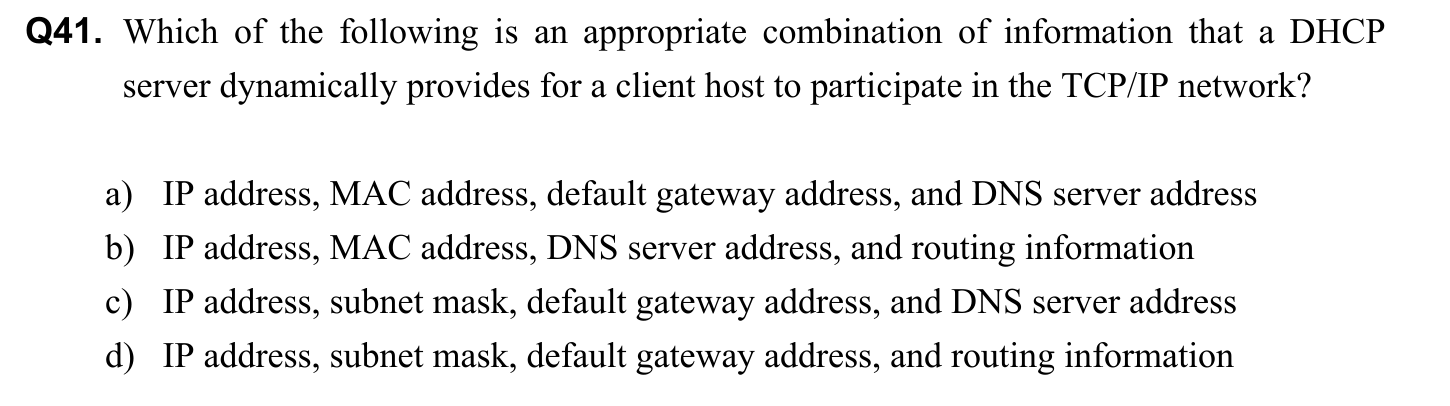 Q41. Which of the following is an appropriate combination of information that a DHCP
server dynamically provides for a client host to participate in the TCP/IP network?
a) IP address, MAC address, default gateway address, and DNS server address
b) IP address, MAC address, DNS server address, and routing information
c) IP address, subnet mask, default gateway address, and DNS server address
d) IP address, subnet mask, default gateway address, and routing information